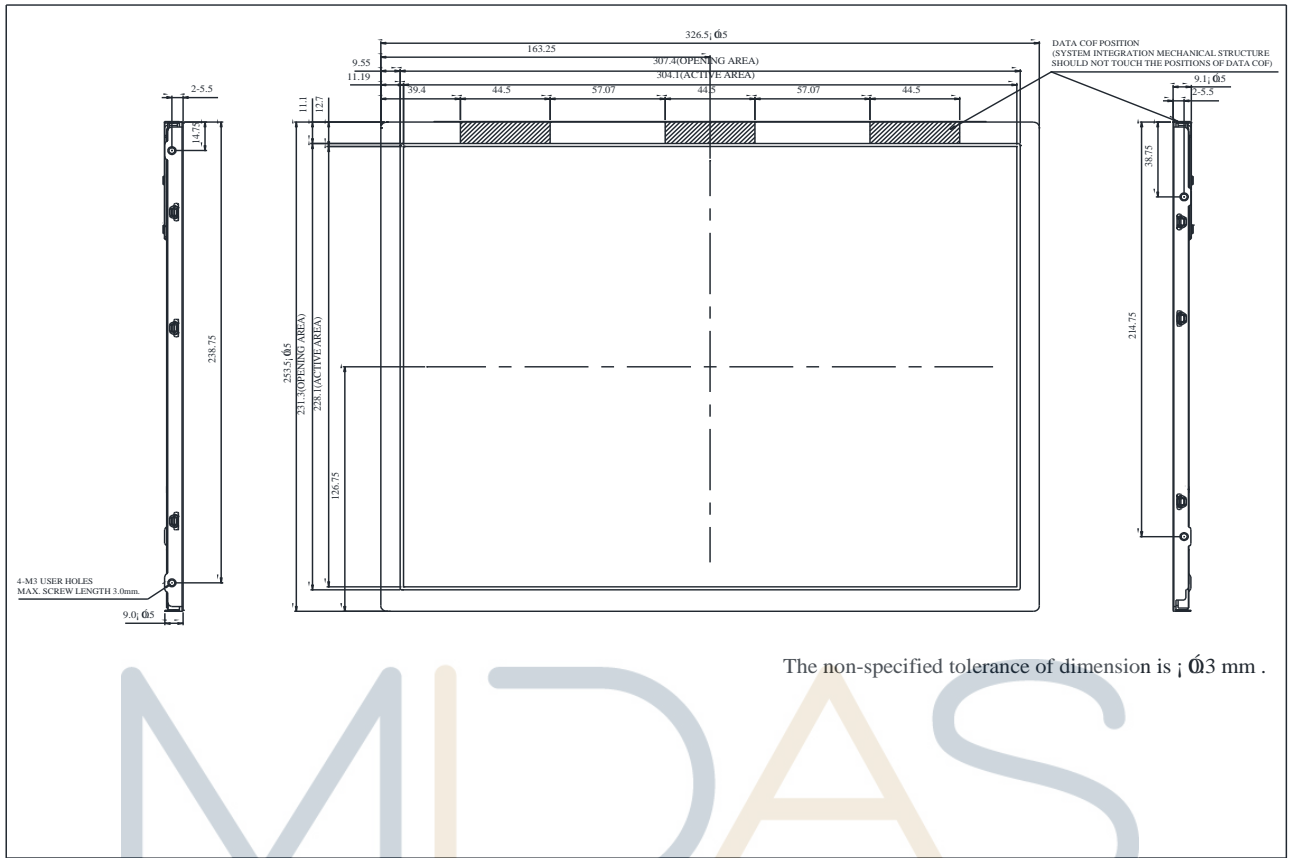 326.5¡Ó0.5
163.25
9.55
307.4(OPENING AREA)
11.19
304.1(ACTIVE AREA)
39.4
44.5
57.07
44.5
57.07
44.5
DATA COF POSITION
(SYSTEM INTEGRATION MECHANICAL STRUCTURE
SHOULD NOT TOUCH THE POSITIONS OF DATA COF)
2-5.5
14.75
11.1
12.7
9.1¡Ó0.5
2-5.5
38.75
238.75
253.5¡Ó0.5
231.3(OPENING AREA)
228.1(ACTIVE AREA)
126.75
214.75
4-M3 USER HOLES
MAX. SCREW LENGTH 3.0mm.
9.0¡Ó0.5
The non-specified tolerance of dimension is ¡Ó0.3 mm .
MIDAS